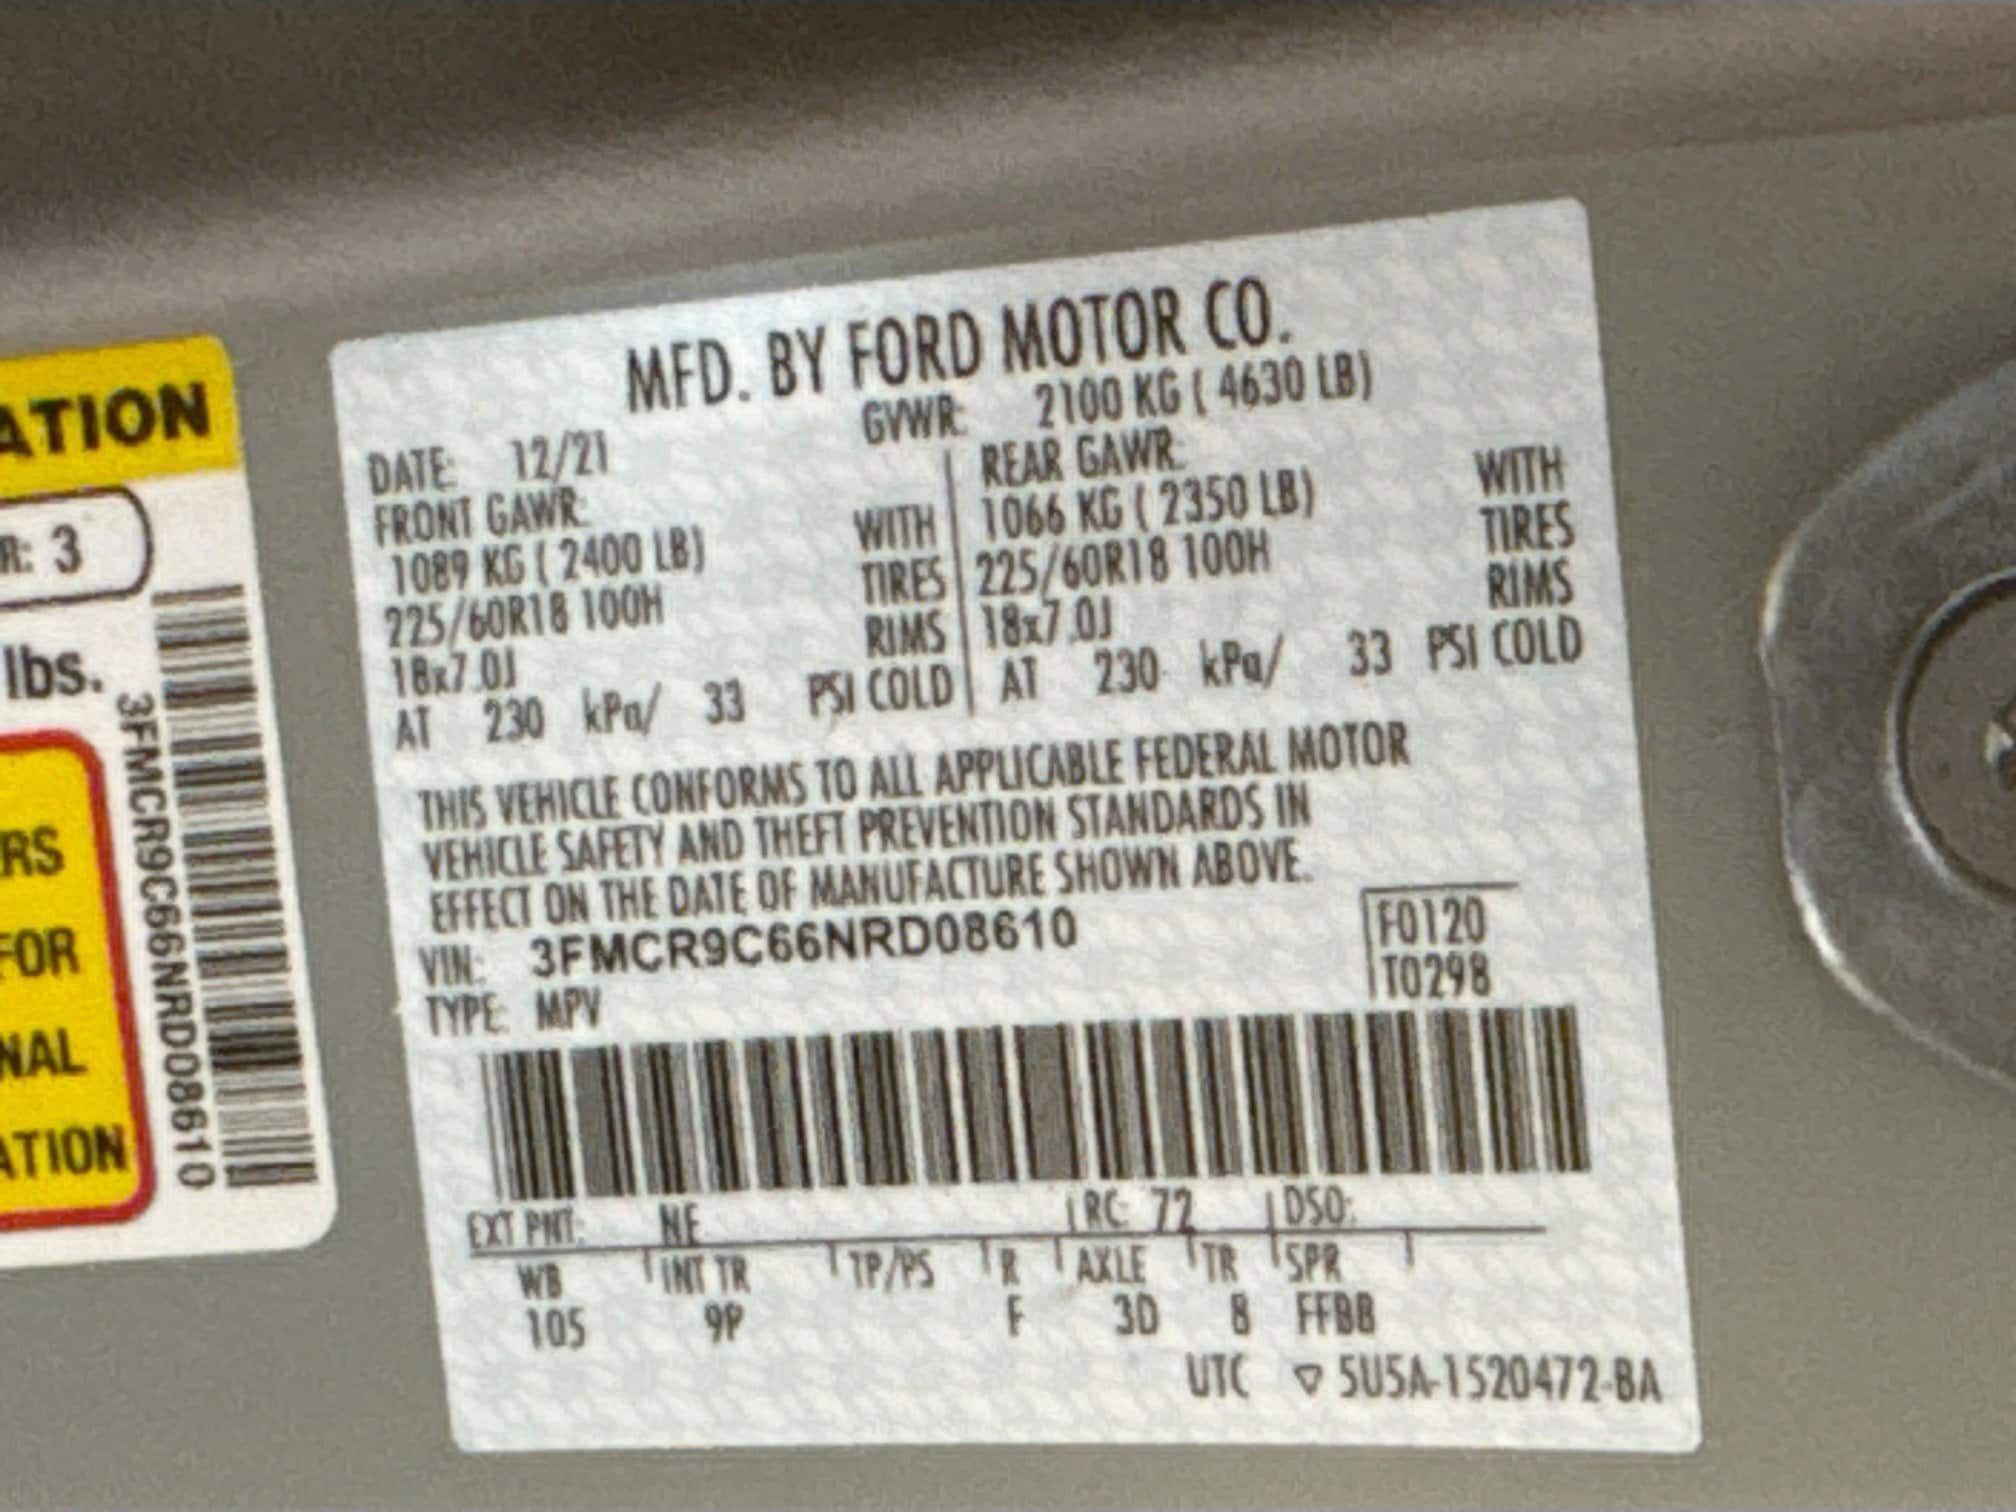 ATION
R: 3
lbs.
RS
FOR
NAL
ATION
3FMCR9C66NRD08610
MFD. BY FORD MOTOR CO.
DATE: 12/21 GVWR: 2100 KG ( 4630 LB)
FRONT GAWR: REAR GAWR:
1089 KG ( 2400 LB) WITH 1066 KG ( 2350 LB) WITH
225/60R18 100H TIRES 225/60R18 100H TIRES
18x7.0J RIMS 18x7.0J RIMS
AT 230 kPa/ 33 PSI COLD AT 230 kPa/ 33 PSI COLD
THIS VEHICLE CONFORMS TO ALL APPLICABLE FEDERAL MOTOR
VEHICLE SAFETY AND THEFT PREVENTION STANDARDS IN
EFFECT ON THE DATE OF MANUFACTURE SHOWN ABOVE.
VIN: 3FMCR9C66NRD08610 F0120
TYPE: MPV T0298
EXT PNT: NE RC: 72 DSO:
WB INT TR TP/PS R AXLE TR SPR
105 9P F 3D 8 FFBB
UTC ▽ 5U5A-1520472-BA